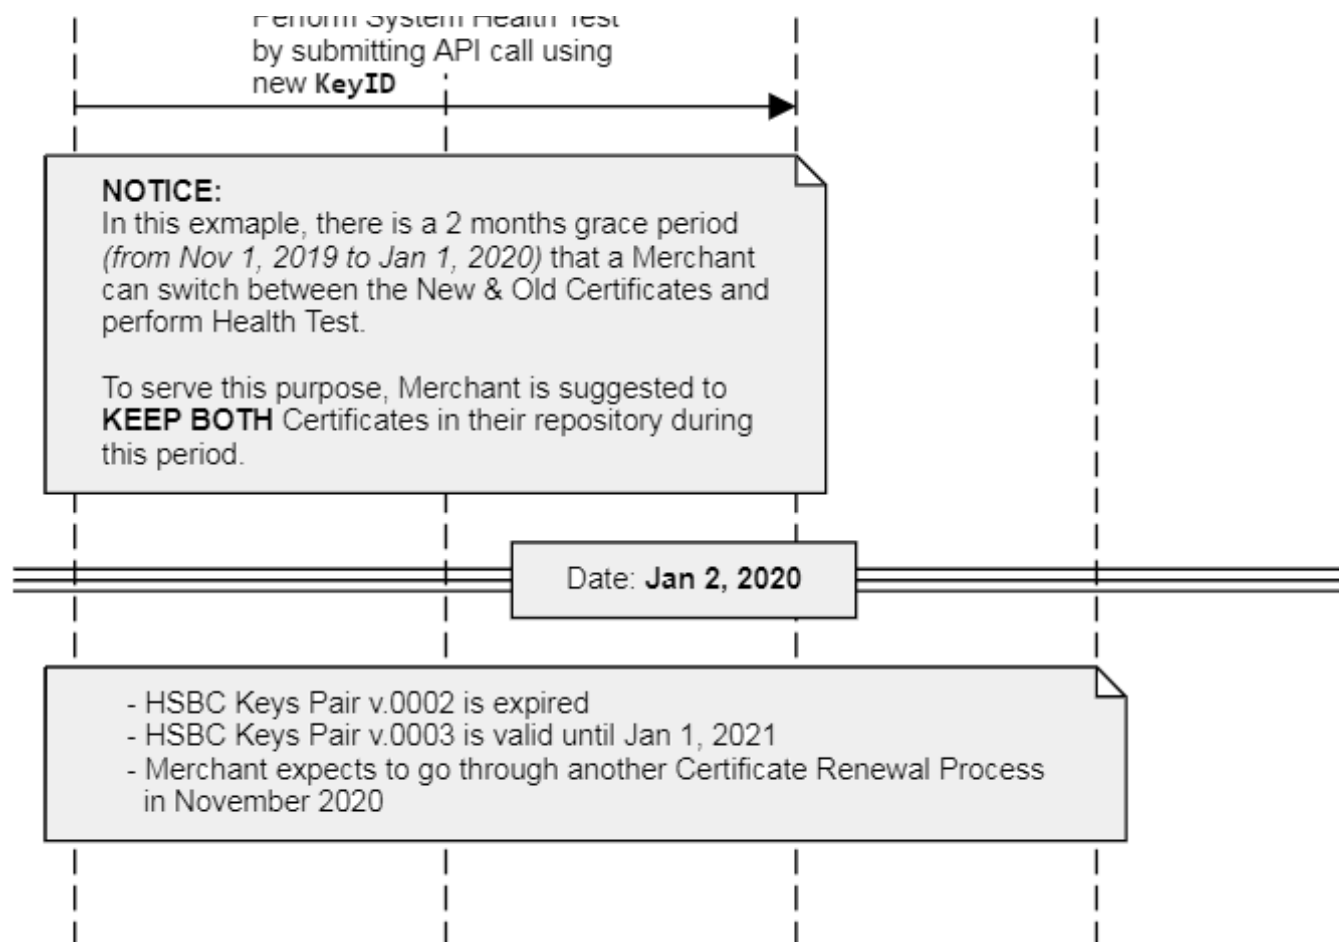 Perform System Health Test
by submitting API call using
new KeyID
NOTICE:
In this exmaple, there is a 2 months grace period
(from Nov 1, 2019 to Jan 1, 2020) that a Merchant
can switch between the New & Old Certificates and
perform Health Test.
To serve this purpose, Merchant is suggested to
KEEP BOTH Certificates in their repository during
this period.
Date: Jan 2, 2020
- HSBC Keys Pair v.0002 is expired
- HSBC Keys Pair v.0003 is valid until Jan 1, 2021
- Merchant expects to go through another Certificate Renewal Process
in November 2020